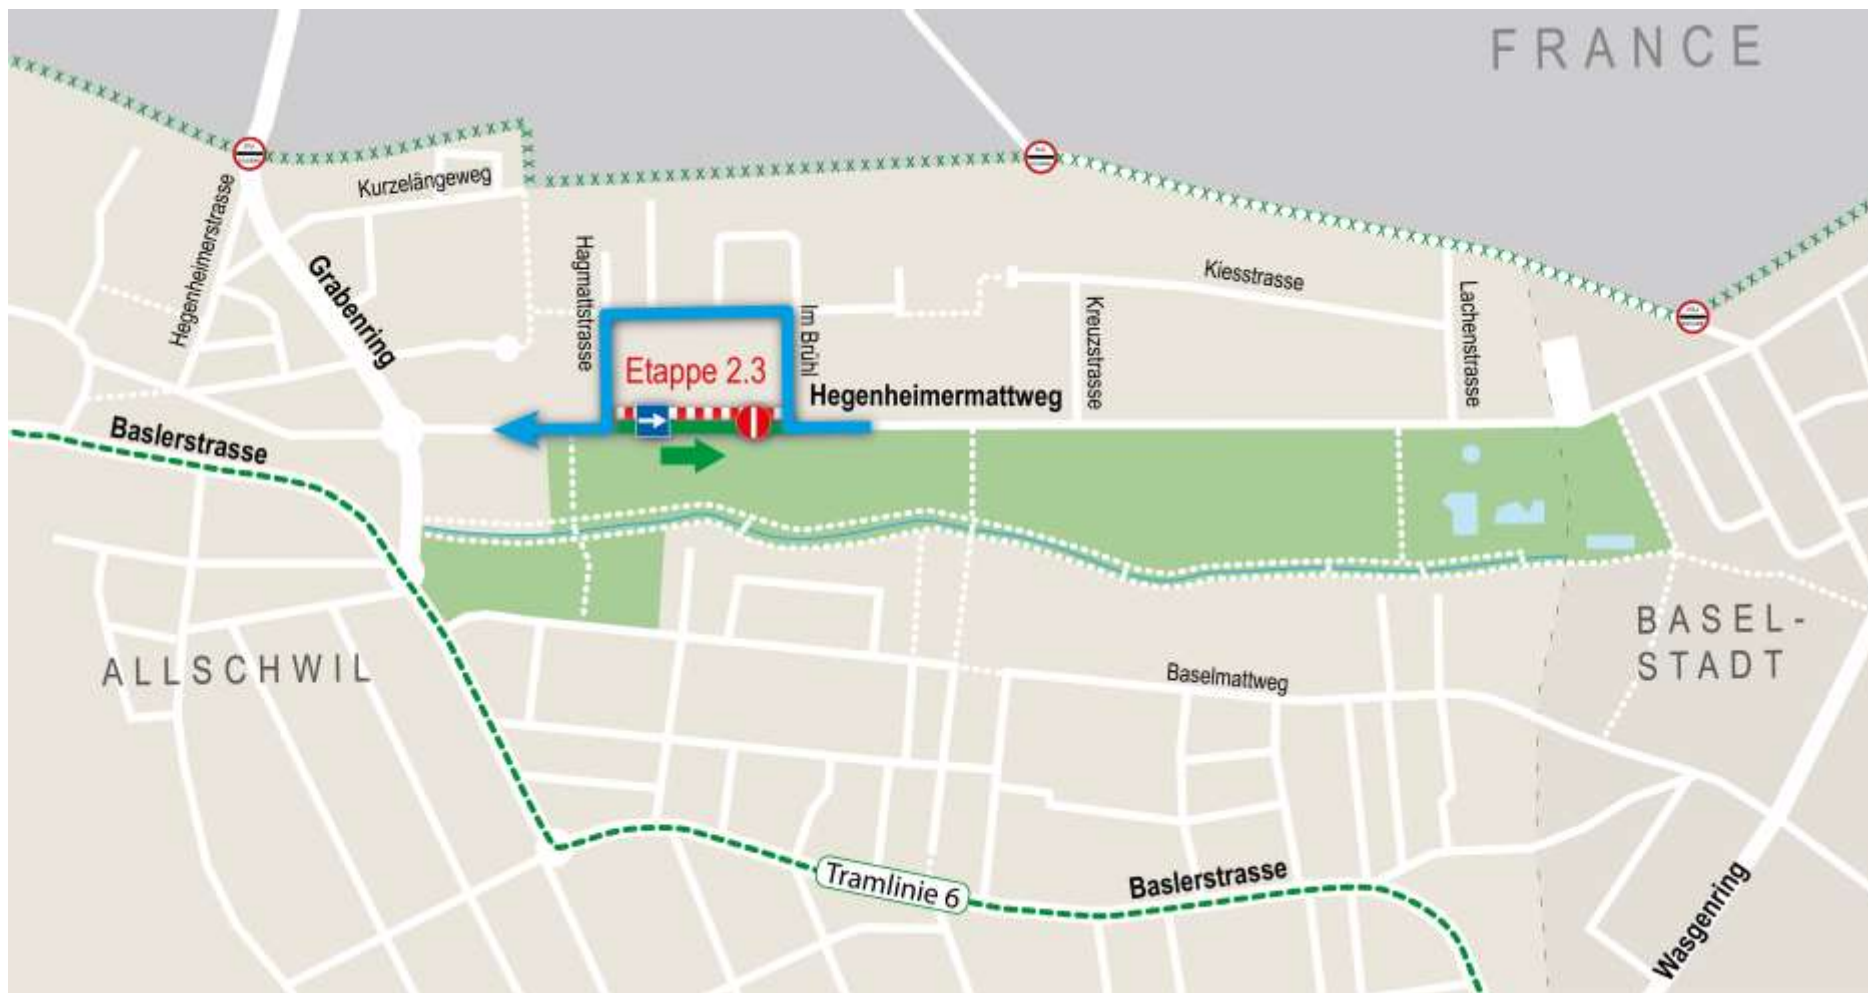 FRANCE
Kurzelängeweg
Hegenheimerstrasse
Grabenring
Hagmattstrasse
Im Brühl
Kiesstrasse
Kreuzstrasse
Lachenstrasse
Etappe 2.3
Hegenheimermattweg
Baslerstrasse
ALLSCHWIL
BASEL-
STADT
Baselmattweg
Tramlinie 6
Baslerstrasse
Wasgenring